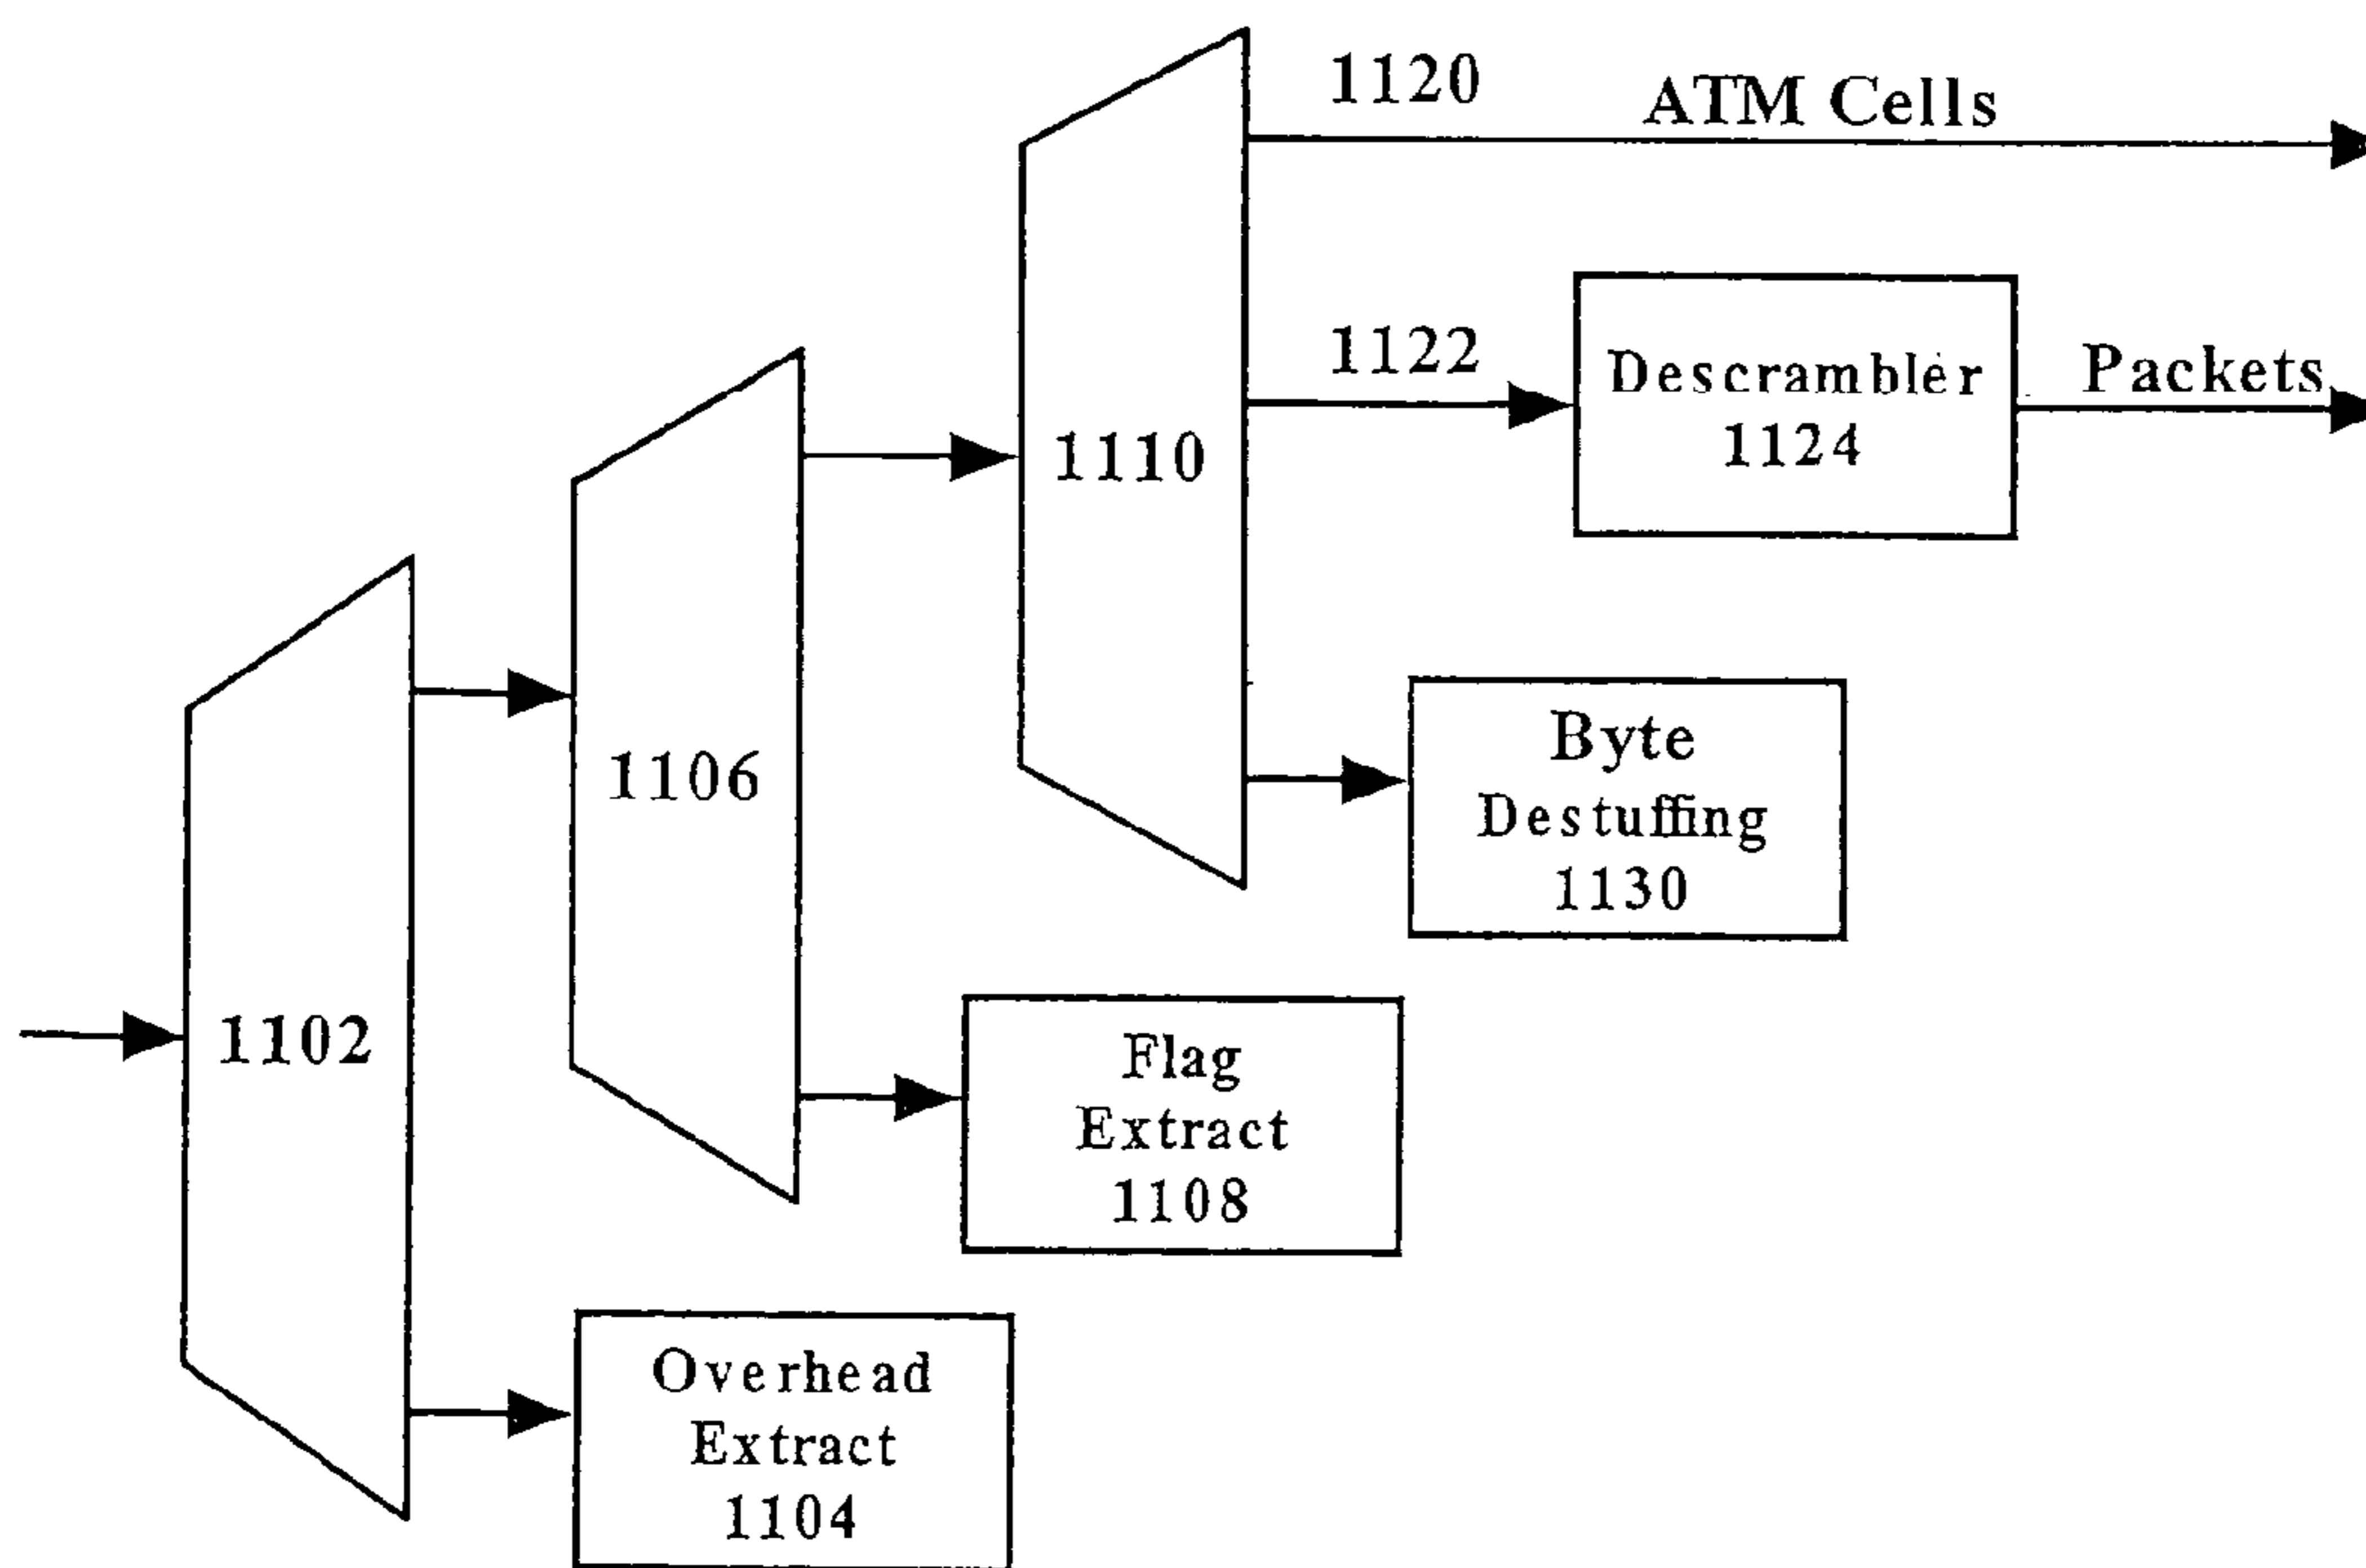 1120
ATM Cells
1122
Descrambler
1124
Packets
1110
1106
Byte
Destuffing
1130
1102
Flag
Extract
1108
Overhead
Extract
1104